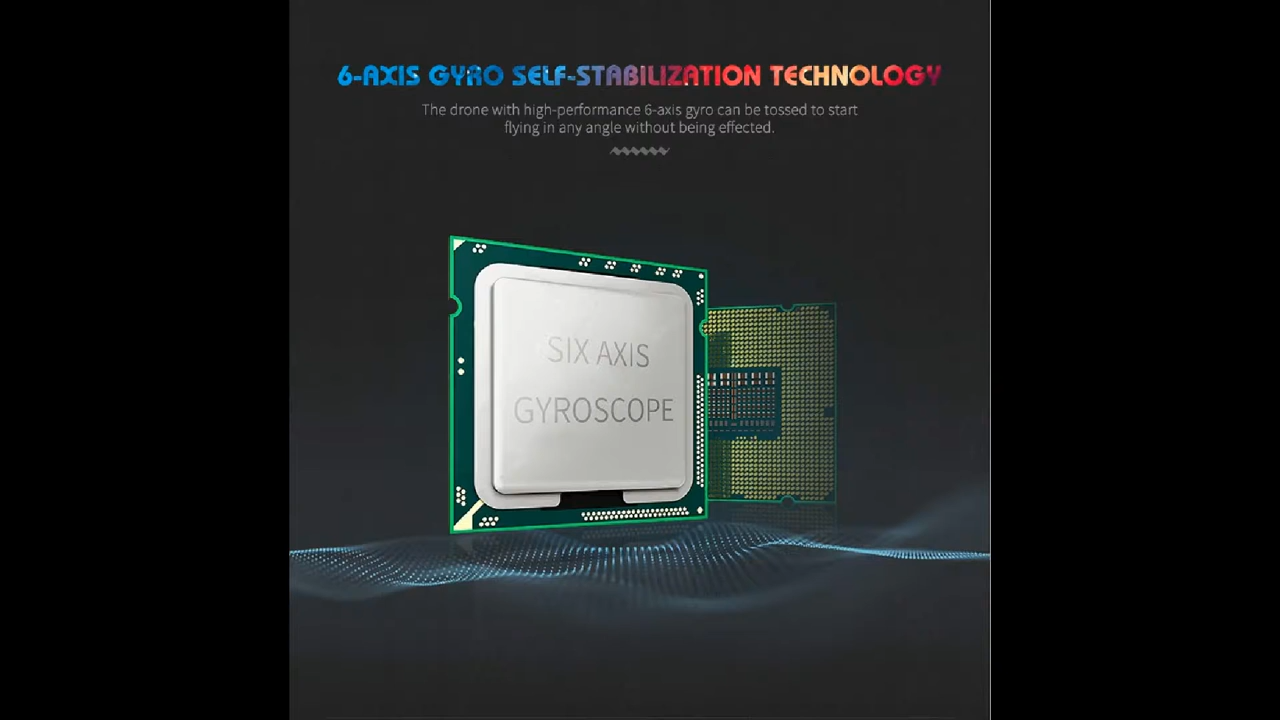 6-AXIS GYRO SELF-STABILIZATION TECHNOLOGY
The drone with high-performance 6-axis gyro can be tossed to start
flying in any angle without being effected.
SIX AXIS
GYROSCOPE